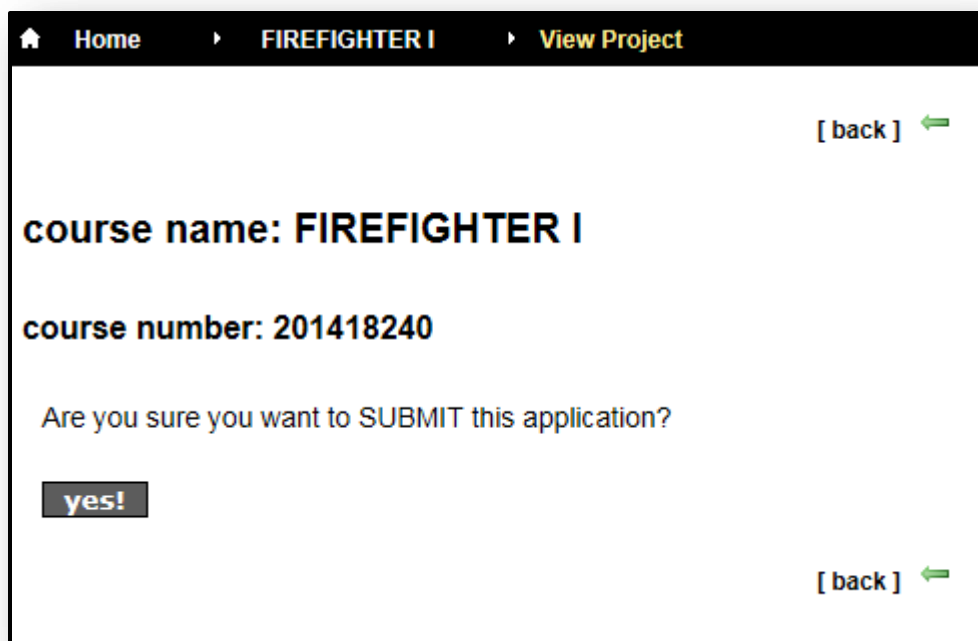 Home FIREFIGHTER I View Project
[ back ]
course name: FIREFIGHTER I
course number: 201418240
Are you sure you want to SUBMIT this application?
yes!
[ back ]